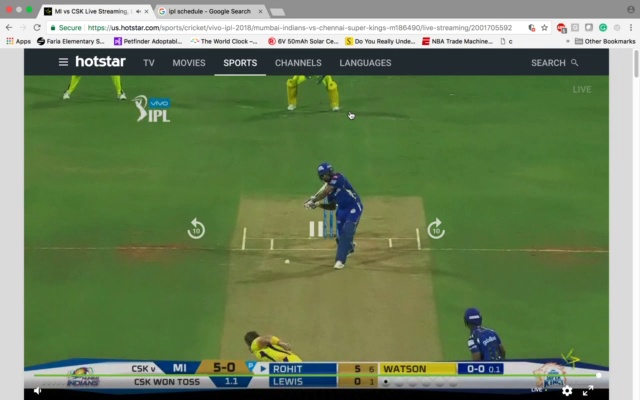 MI vs CSK Live Streaming,
ipl schedule - Google Search
Secure
https://us.hotstar.com/sports/cricket/vivo-ipl-2018/mumbai-indians-vs-chennai-super-kings-m186490/live-streaming/2001705592
Apps Faria Elementary S... Petfinder Adoptabl... The World Clock –... 6V 50mAh Solar Ce... Do You Really Unde... NBA Trade Machine... c » Other Bookmarks
hotstar TV MOVIES SPORTS CHANNELS LANGUAGES SEARCH
LIVE
vivo
IPL
10 10
CSK v MI 5-0 P ROHIT 5 6 WATSON 0-0 0.1
CSK WON TOSS 1.1 LEWIS 0 1
LIVE